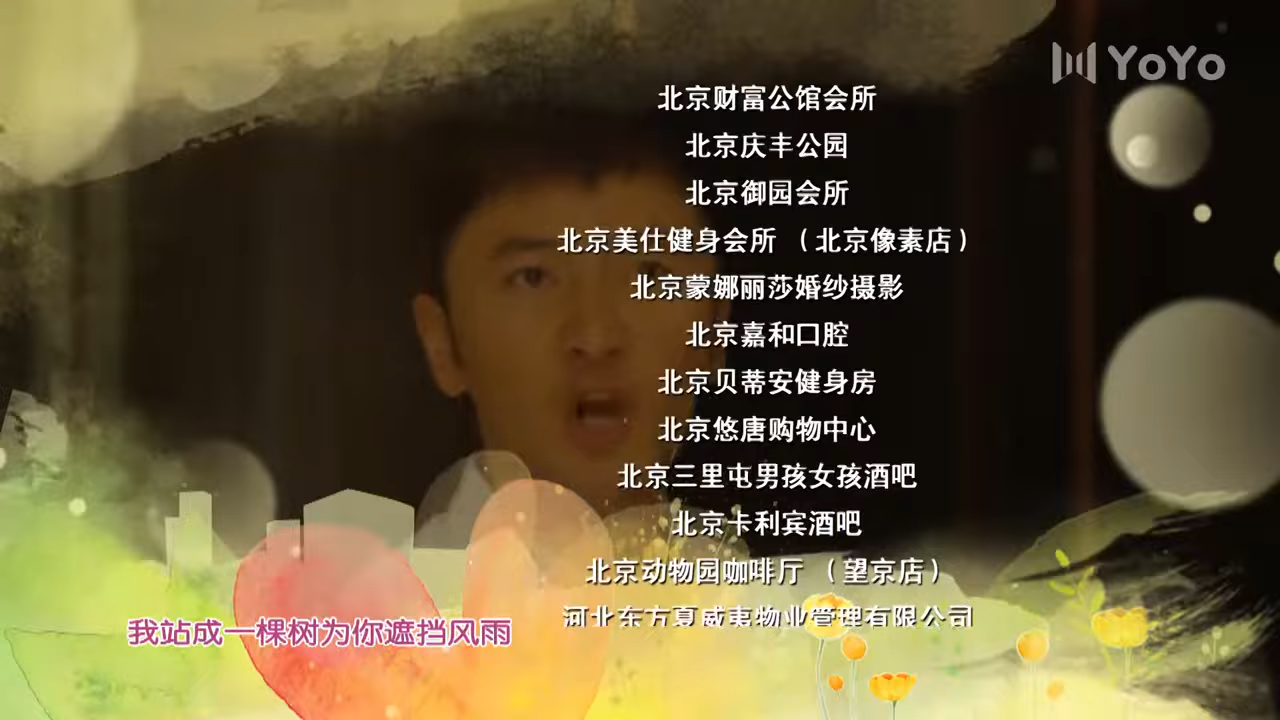 YoYo
北京财富公馆会所
北京庆丰公园
北京御园会所
北京美仕健身会所 （北京像素店）
北京蒙娜丽莎婚纱摄影
北京嘉和口腔
北京贝蒂安健身房
北京悠唐购物中心
北京三里屯男孩女孩酒吧
北京卡利宾酒吧
北京动物园咖啡厅 （望京店）
河北东方夏威夷物业管理有限公司
我站成一棵树为你遮挡风雨